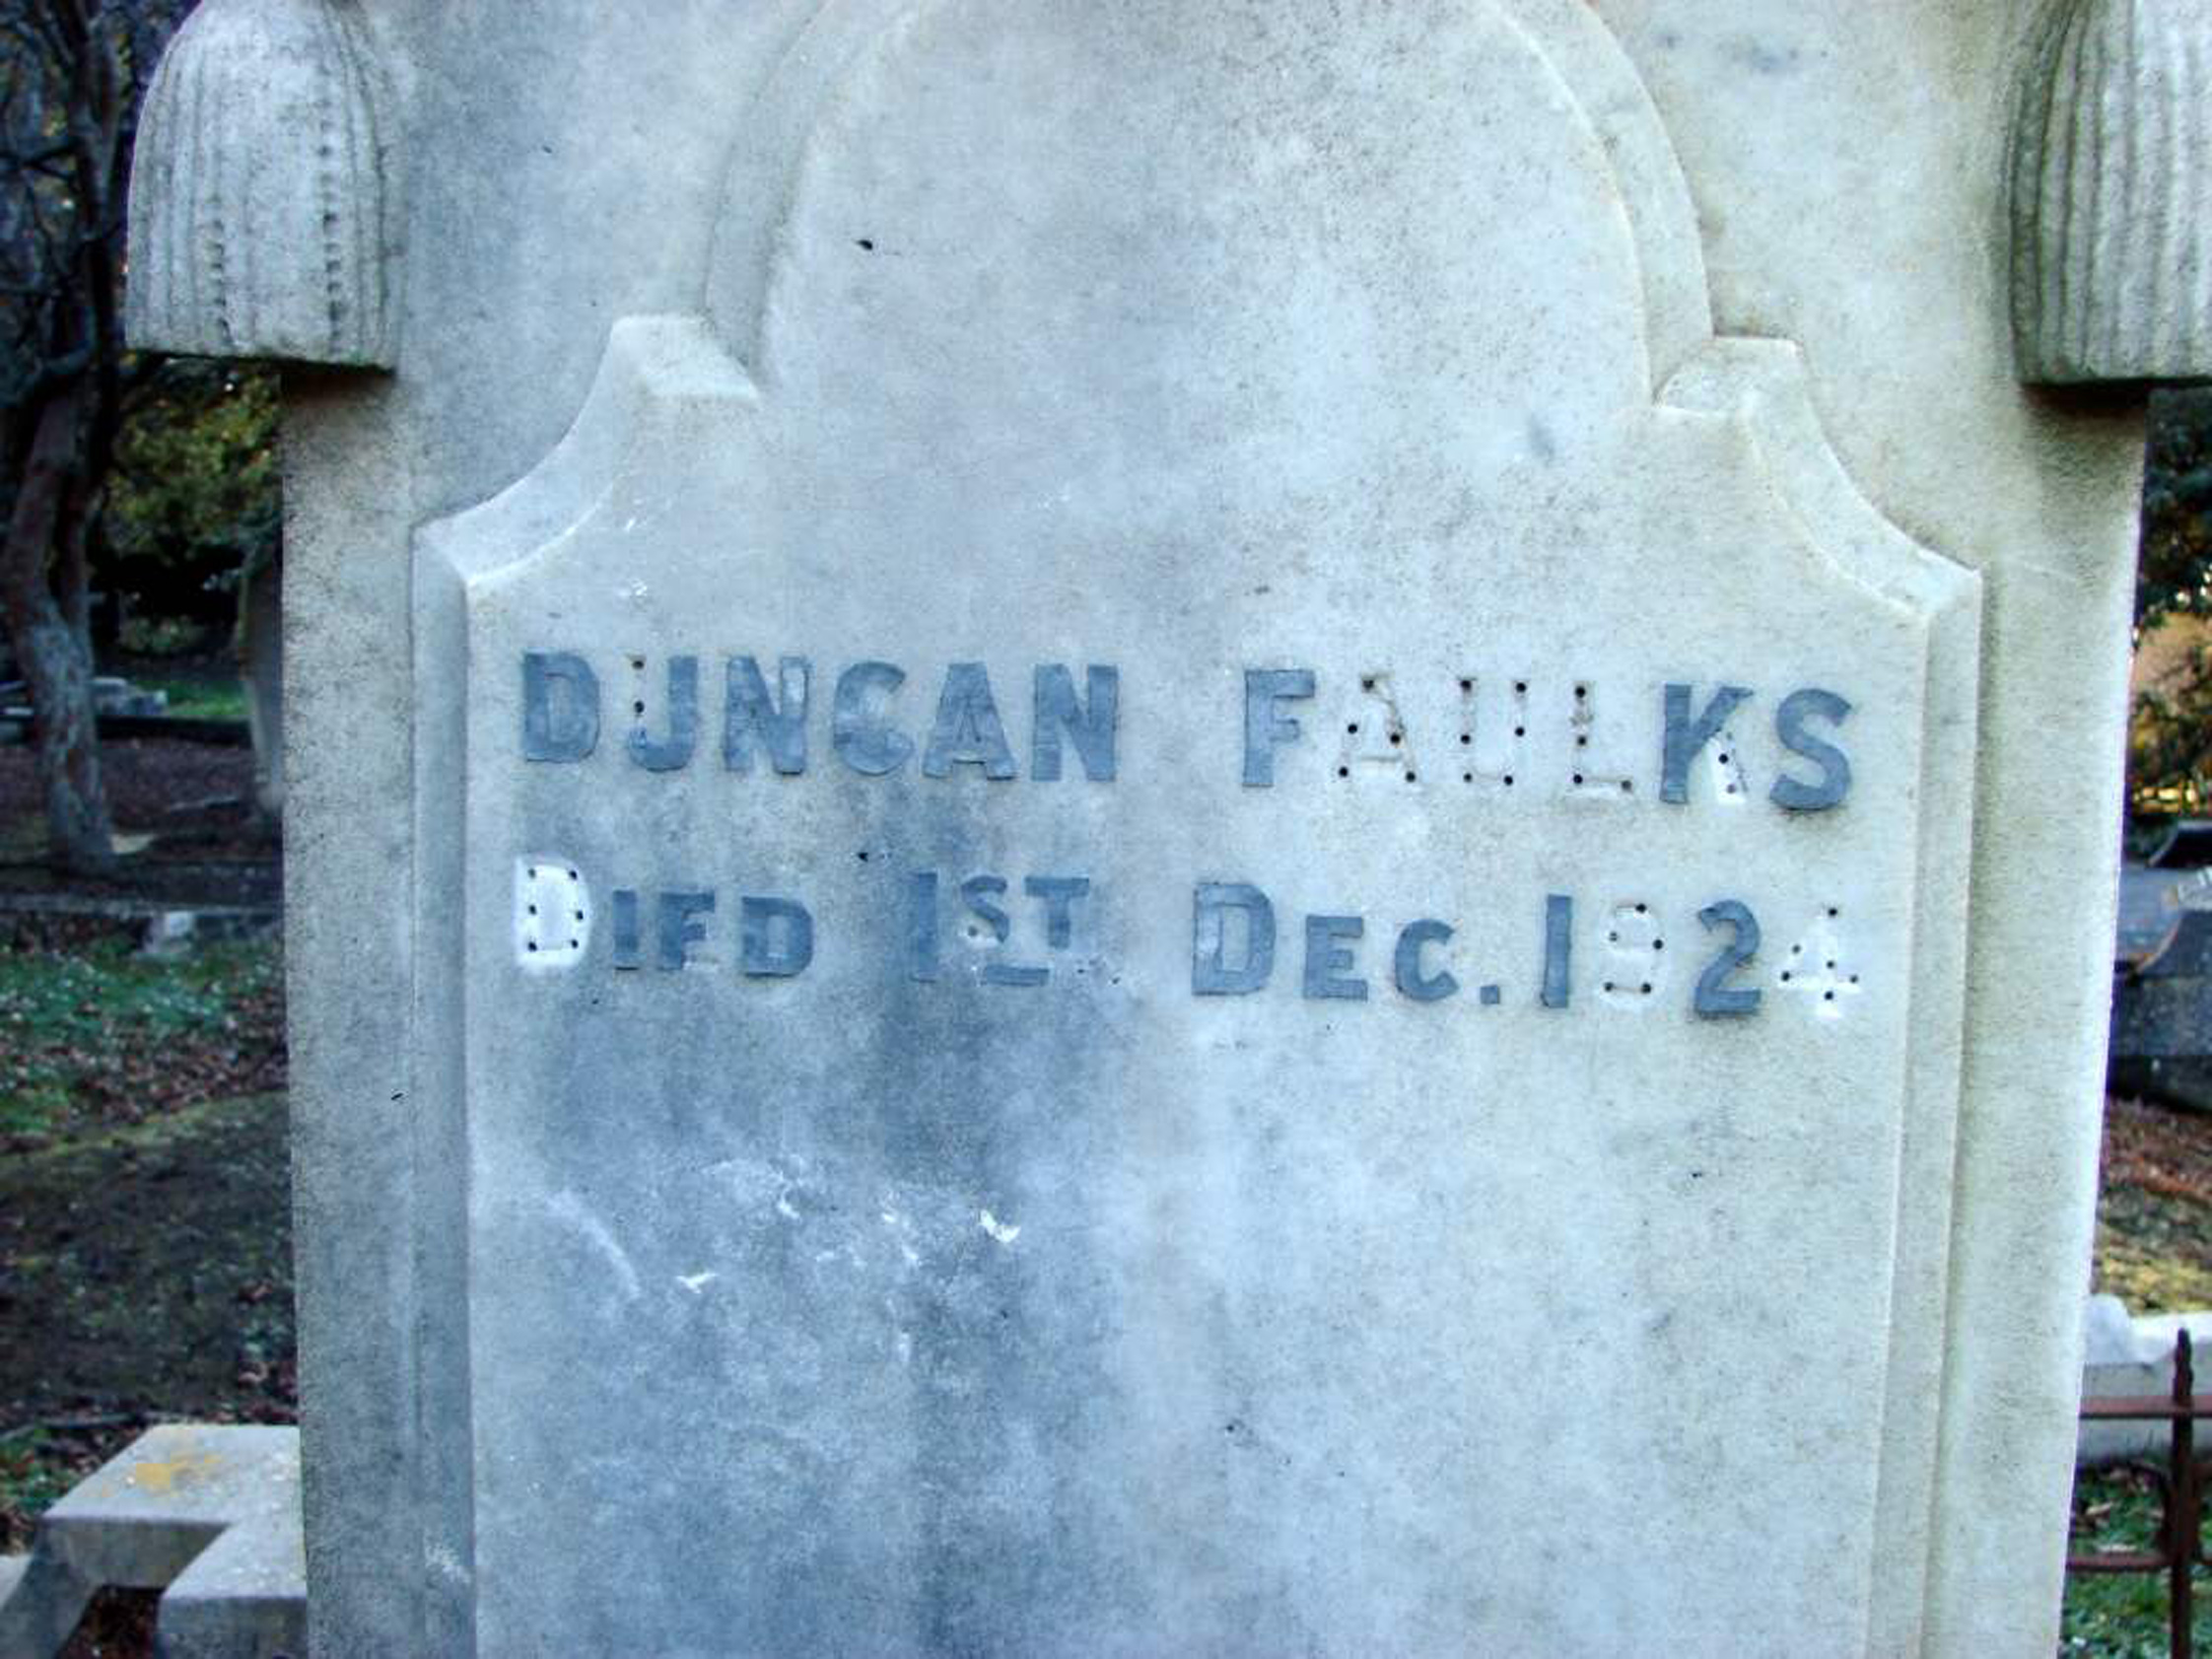 DUNCAN FAULKS
DIED 1ST DEC. 1924